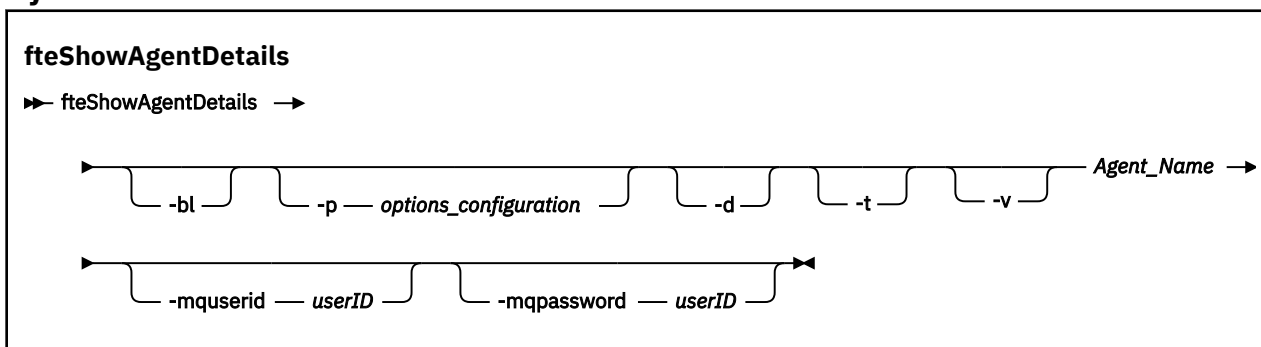 fteShowAgentDetails
fteShowAgentDetails
-bl -p options_configuration -d -t -v Agent_Name
-mquserid userID -mqpassword userID